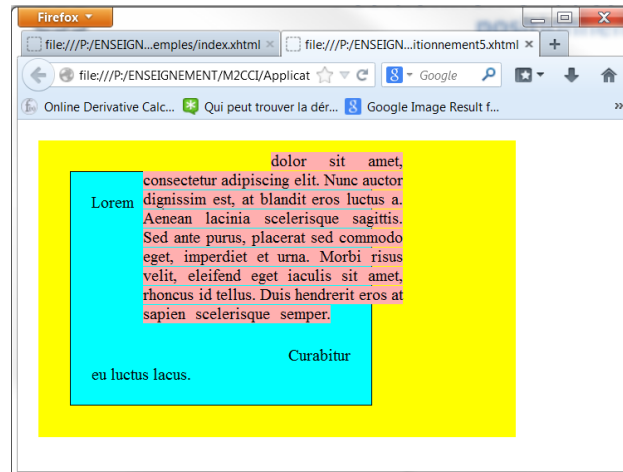 Firefox
file:///P:/ENSEIGN...emples/index.xhtml ×
file:///P:/ENSEIGN...itionnement5.xhtml × +
file:///P:/ENSEIGNEMENT/M2CCI/Applicat
8 Google
Online Derivative Calc... Qui peut trouver la dér... 8 Google Image Result f... »
dolor sit amet,
consectetur adipiscing elit. Nunc auctor
Lorem dignissim est, at blandit eros luctus a.
Aenean lacinia scelerisque sagittis.
Sed ante purus, placerat sed commodo
eget, imperdiet et urna. Morbi risus
velit, eleifend eget iaculis sit amet,
rhoncus id tellus. Duis hendrerit eros at
sapien scelerisque semper.
Curabitur
eu luctus lacus.